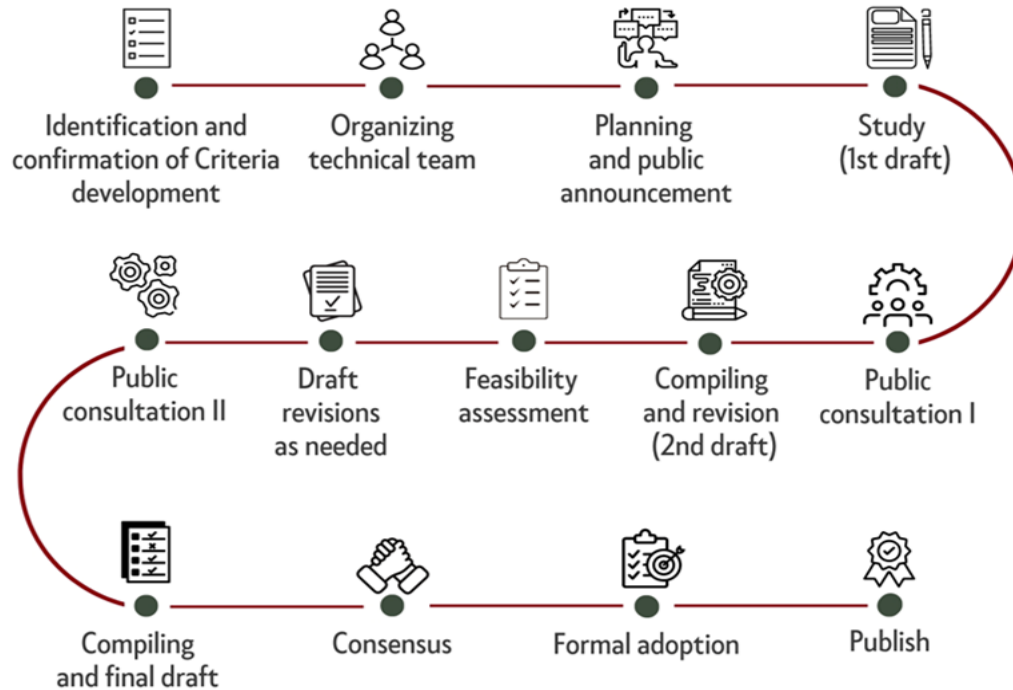 Identification and
confirmation of Criteria
development
Organizing
technical team
Planning
and public
announcement
Study
(1st draft)
Public
consultation II
Draft
revisions
as needed
Feasibility
assessment
Compiling
and revision
(2nd draft)
Public
consultation I
Compiling
and final draft
Consensus
Formal adoption
Publish